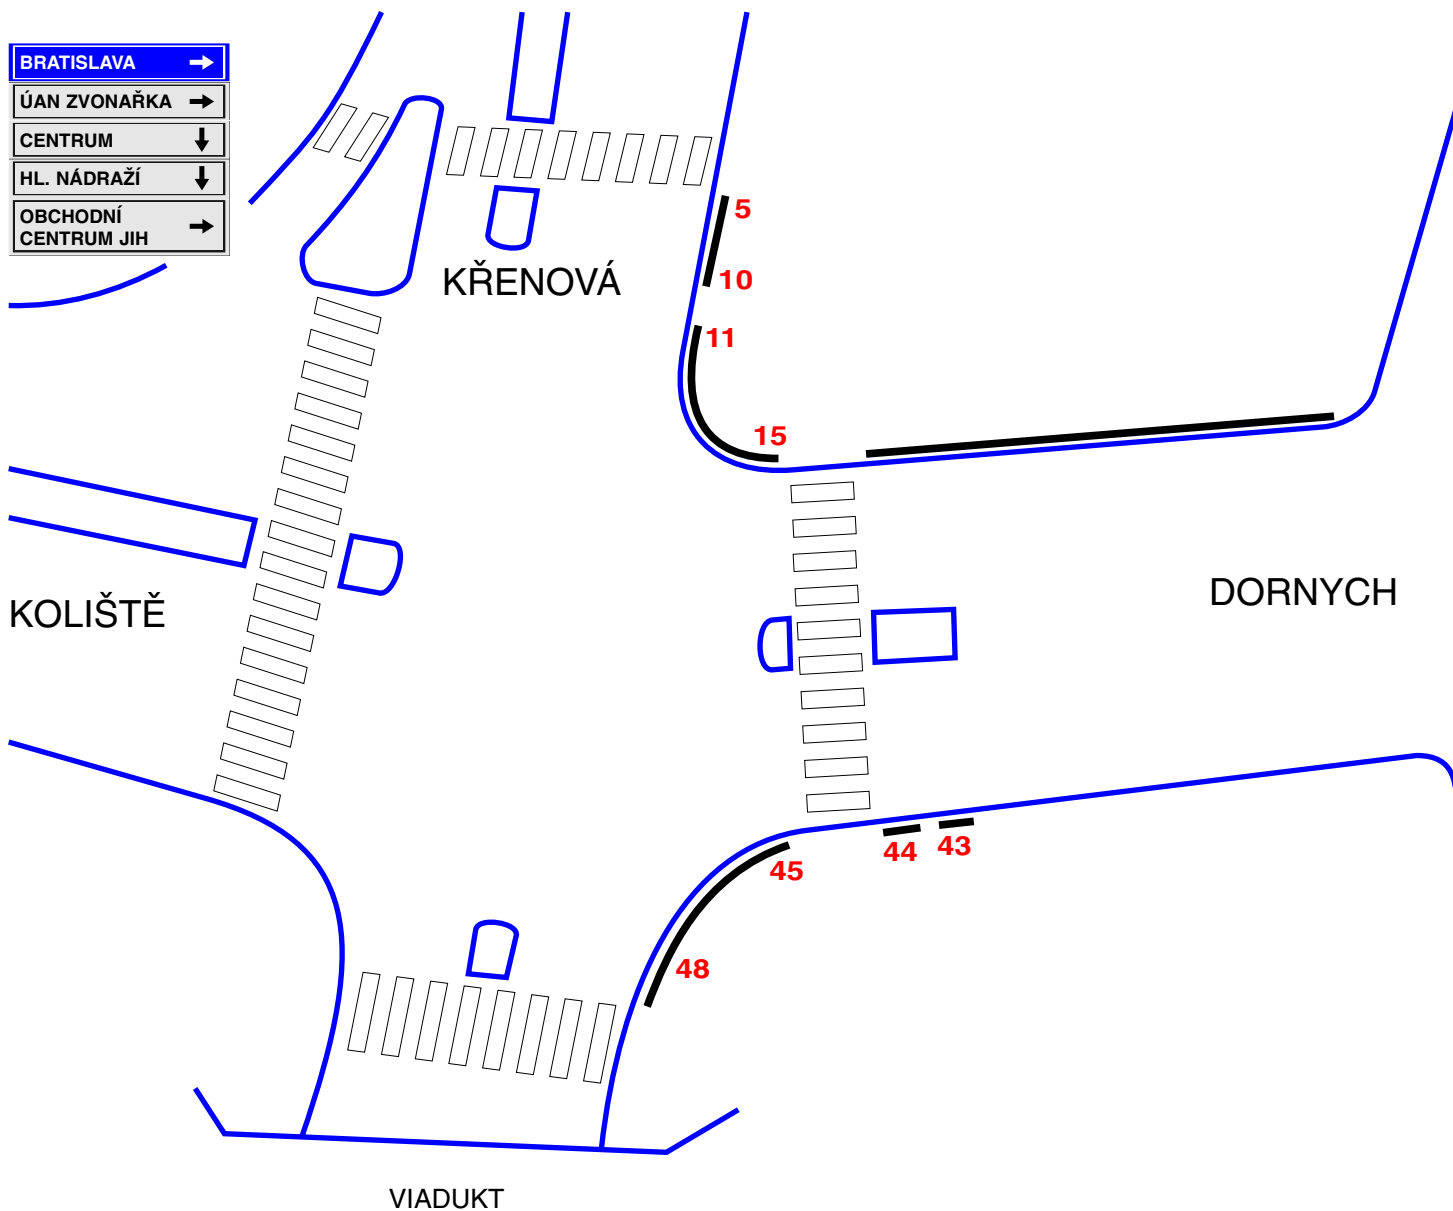 BRATISLAVA
ÚAN ZVONAŘKA
CENTRUM
HL. NÁDRAŽÍ
OBCHODNÍ
CENTRUM JIH
5
10
KŘENOVÁ
11
15
KOLIŠTĚ
DORNYCH
44
43
45
48
VIADUKT